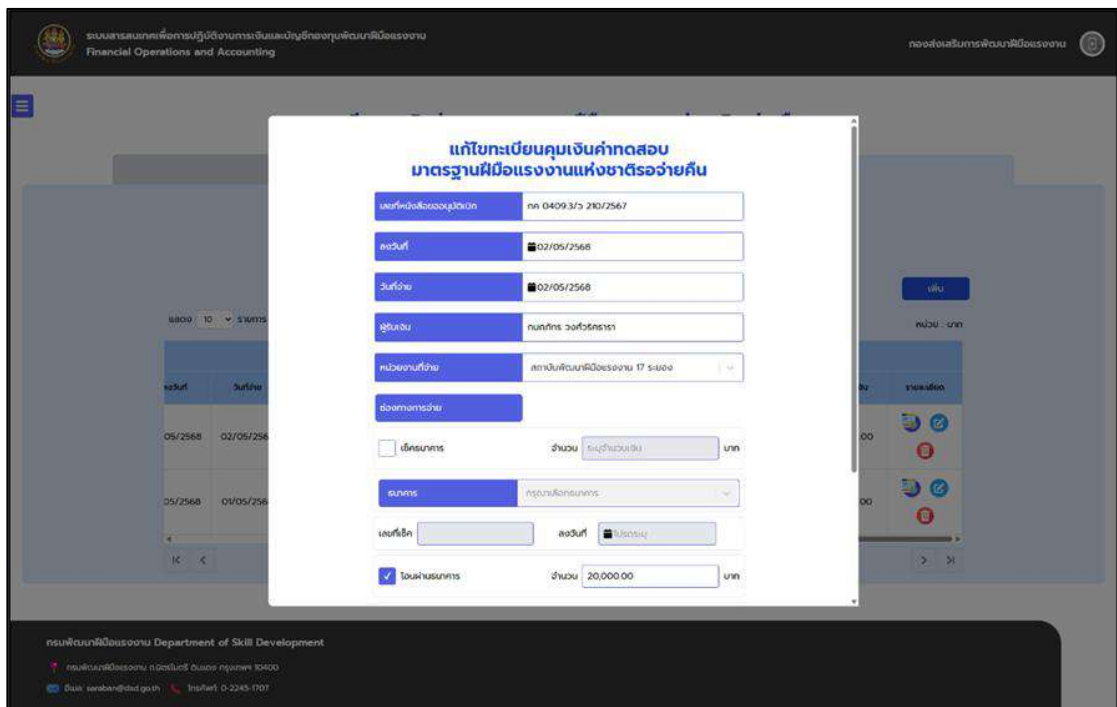 ระบบสารสนเทศเพื่อการปฏิบัติงานการเงินและบัญชีกองทุนพัฒนาฝีมือแรงงาน
Financial Operations and Accounting
กองส่งเสริมการพัฒนาฝีมือแรงงาน
แก้ไขทะเบียนคุมเงินค่าทดสอบ
มาตรฐานฝีมือแรงงานแห่งชาติรอจ่ายคืน
เลขที่หนังสือขออนุมัติเบิก กค 0409.3/ว 210/2567
ลงวันที่ 02/05/2568
วันที่จ่าย 02/05/2568
เพิ่ม
แสดง 10 รายการ
หน่วย : บาท
ผู้รับเงิน
หน่วยงานที่จ่าย สถาบันพัฒนาฝีมือแรงงาน 17 ระยอง
ลงวันที่ วันที่จ่าย รายละเอียด
ช่องทางการจ่าย
05/2568 02/05/256 00
เช็คธนาคาร จำนวน ระบุจำนวนเงิน บาท
ธนาคาร กรุณาเลือกธนาคาร
05/2568 01/05/256 00
เลขที่เช็ค ลงวันที่ โปรดระบุ
โอนผ่านธนาคาร จำนวน 20,000.00 บาท
กรมพัฒนาฝีมือแรงงาน Department of Skill Development
กรมพัฒนาฝีมือแรงงาน ถ.มิตรไมตรี ดินแดง กรุงเทพฯ 10400
อีเมล: saraban@dsd.go.th โทรศัพท์: 0-2245-1707